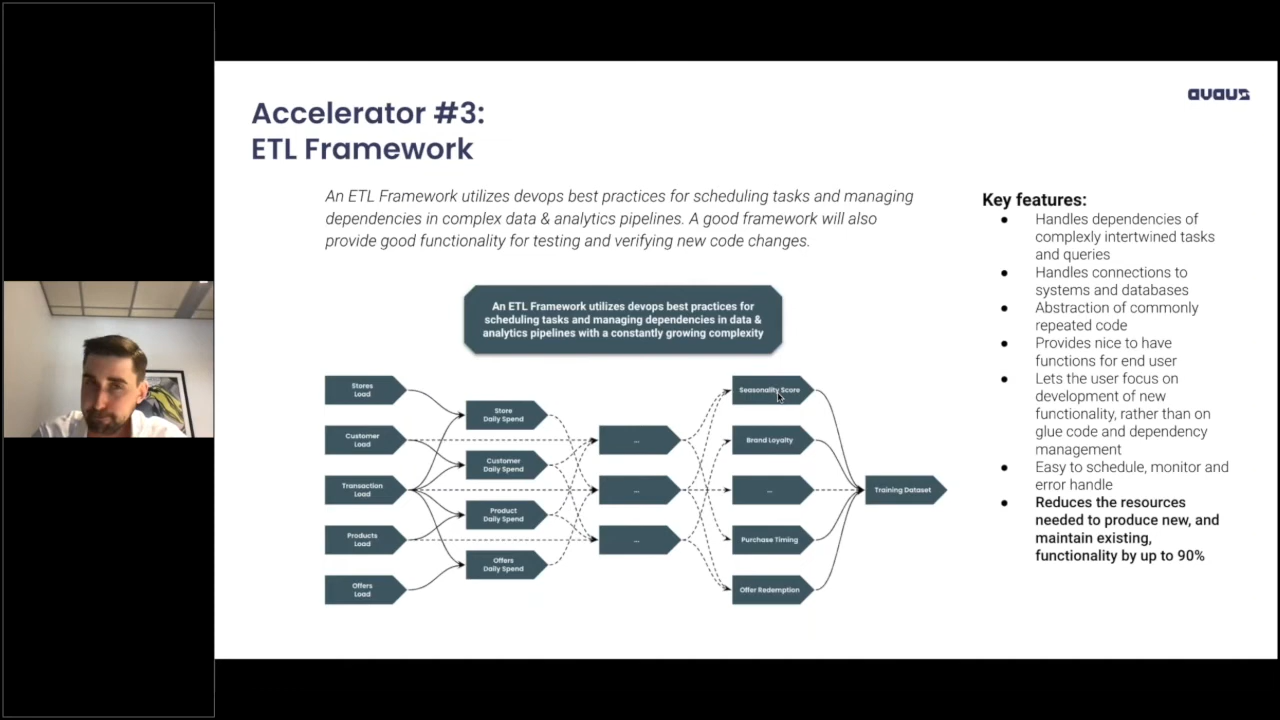 avaus
Accelerator #3:
ETL Framework
An ETL Framework utilizes devops best practices for scheduling tasks and managing
dependencies in complex data & analytics pipelines. A good framework will also
provide good functionality for testing and verifying new code changes.
An ETL Framework utilizes devops best practices for
scheduling tasks and managing dependencies in data &
analytics pipelines with a constantly growing complexity
Stores
Load
Customer
Load
Transaction
Load
Products
Load
Offers
Load
Store
Daily Spend
Customer
Daily Spend
Product
Daily Spend
Offers
Daily Spend
...
...
...
Seasonality Score
Brand Loyalty
...
Purchase Timing
Offer Redemption
Training Dataset
Key features:
● Handles dependencies of
complexly intertwined tasks
and queries
● Handles connections to
systems and databases
● Abstraction of commonly
repeated code
● Provides nice to have
functions for end user
● Lets the user focus on
development of new
functionality, rather than on
glue code and dependency
management
● Easy to schedule, monitor and
error handle
● Reduces the resources
needed to produce new, and
maintain existing,
functionality by up to 90%